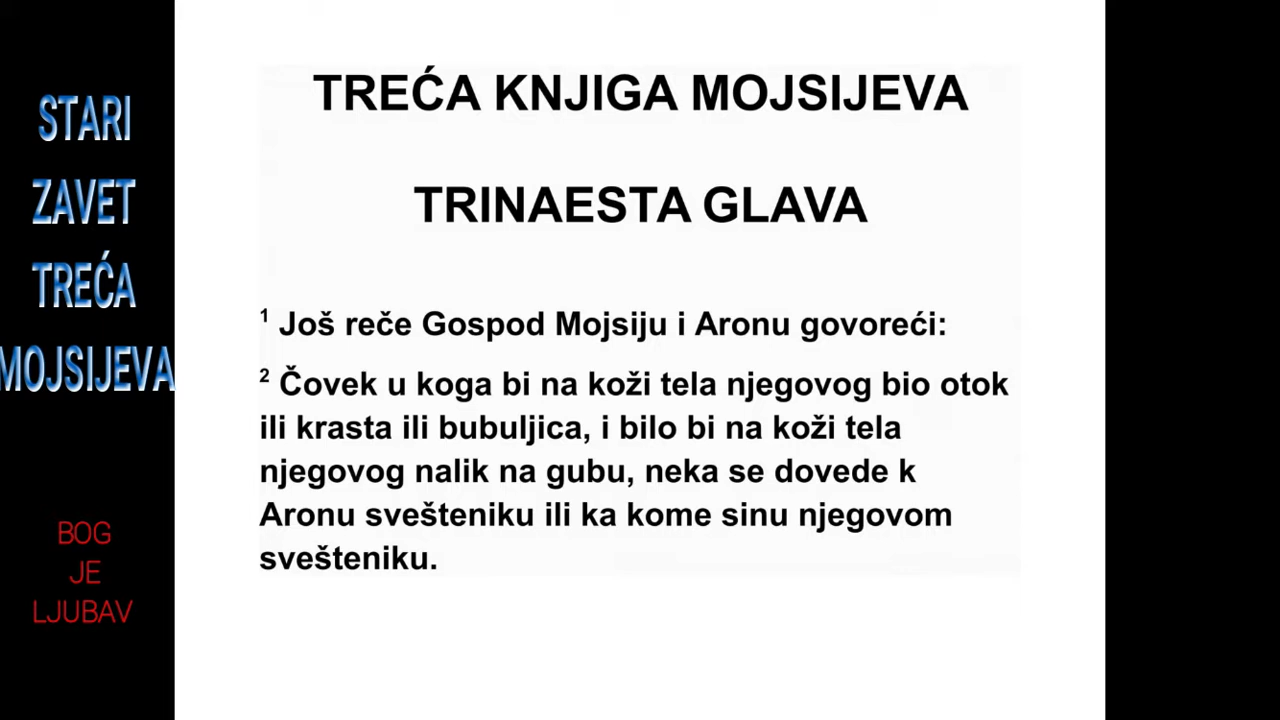 STARI
ZAVET
TREĆA
MOJSIJEVA
BOG
JE
LJUBAV
TREĆA KNJIGA MOJSIJEVA
TRINAESTA GLAVA
1 Još reče Gospod Mojsiju i Aronu govoreći:
2 Čovek u koga bi na koži tela njegovog bio otok
ili krasta ili bubuljica, i bilo bi na koži tela
njegovog nalik na gubu, neka se dovede k
Aronu svešteniku ili ka kome sinu njegovom
svešteniku.